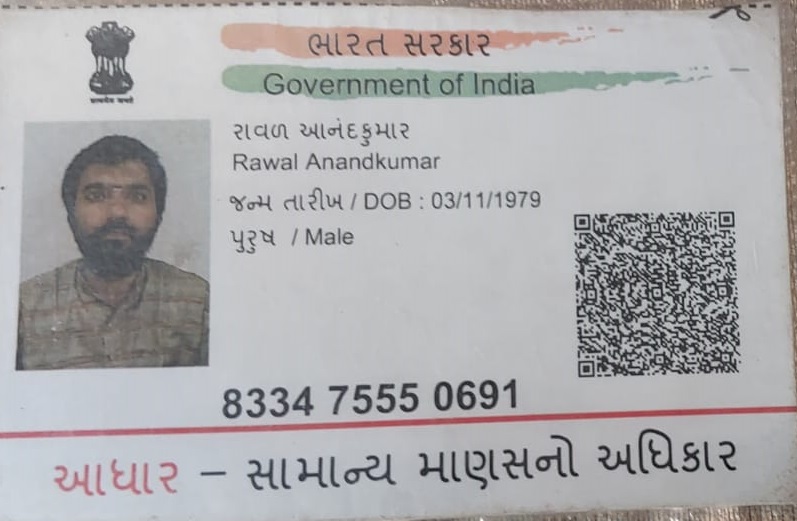 ભારત સરકાર
Government of India
રાવળ આનંદકુમાર
Rawal Anandkumar
જન્મ તારીખ / DOB : 03/11/1979
પુરુષ / Male
8334 7555 0691
આધાર – સામાન્ય માણસનો અધિકાર